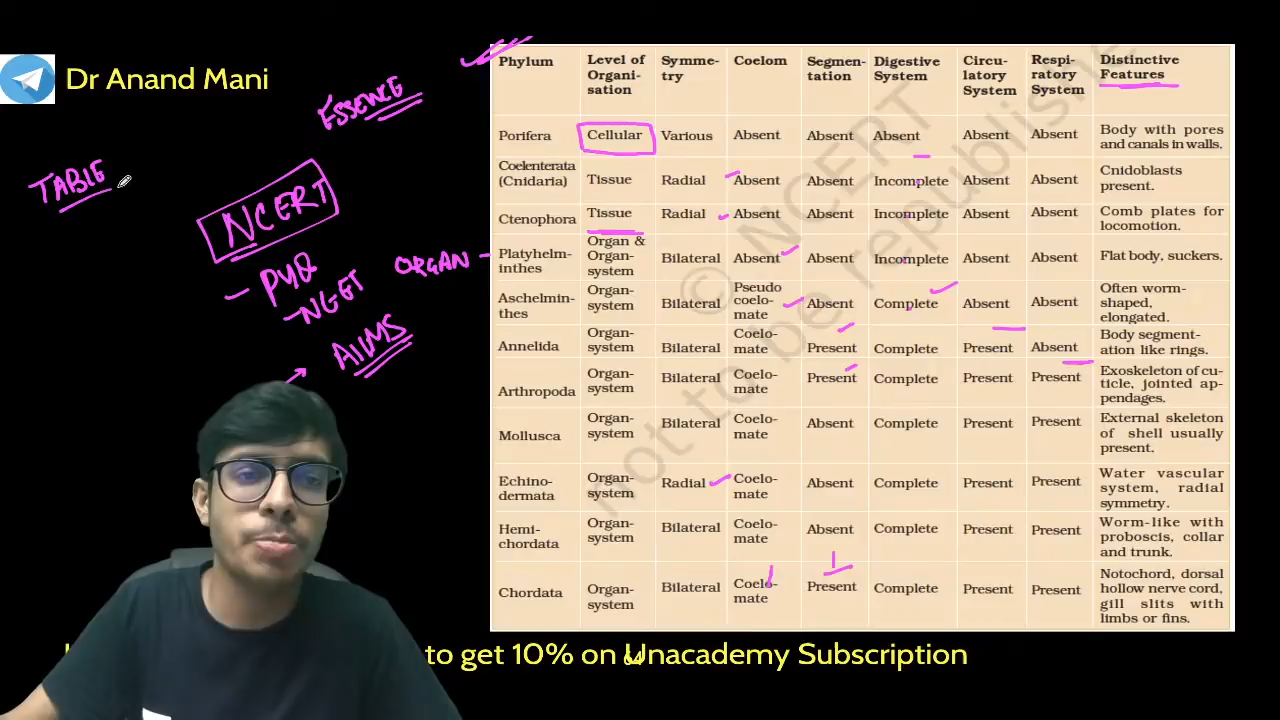 Dr Anand Mani
ESSENCE
TABLE
NCERT
PYQ
NEET
ORGAN
AIIMS
Phylum Level of Organi- sation Symme- try Coelom Segmen- tation Digestive System Circu- latory System Respi- ratory System Distinctive Features
Porifera Cellular Various Absent Absent Absent Absent Absent Body with pores and canals in walls.
Coelenterata (Cnidaria) Tissue Radial Absent Absent Incomplete Absent Absent Cnidoblasts present.
Ctenophora Tissue Radial Absent Absent Incomplete Absent Absent Comb plates for locomotion.
Platyhelm- inthes Organ & Organ- system Bilateral Absent Absent Incomplete Absent Absent Flat body, suckers.
Aschelmin- thes Organ- system Bilateral Pseudo coelo- mate Absent Complete Absent Absent Often worm- shaped, elongated.
Annelida Organ- system Bilateral Coelo- mate Present Complete Present Absent Body segment- ation like rings.
Arthropoda Organ- system Bilateral Coelo- mate Present Complete Present Present Exoskeleton of cu- ticle, jointed ap- pendages.
Mollusca Organ- system Bilateral Coelo- mate Absent Complete Present Present External skeleton of shell usually present.
Echino- dermata Organ- system Radial Coelo- mate Absent Complete Present Present Water vascular system, radial symmetry.
Hemi- chordata Organ- system Bilateral Coelo- mate Absent Complete Present Present Worm-like with proboscis, collar and trunk.
Chordata Organ- system Bilateral Coelo- mate Present Complete Present Present Notochord, dorsal hollow nerve cord, gill slits with limbs or fins.
© NCERT
not to be republishe
to get 10% on Unacademy Subscription